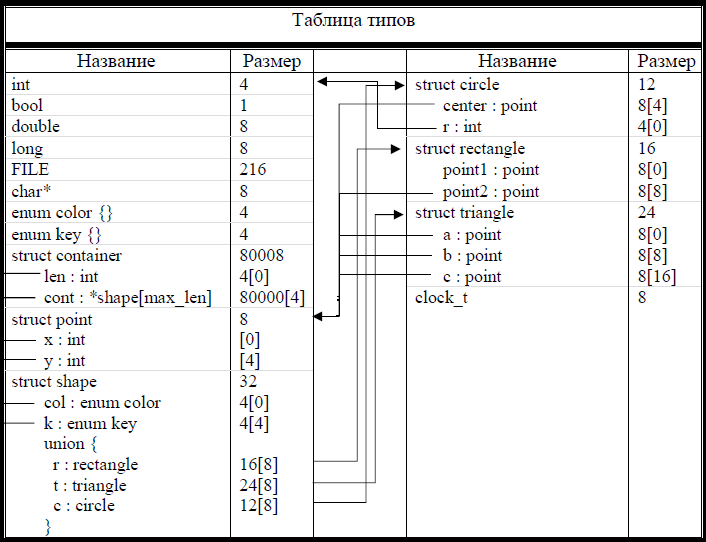 Таблица типов
Название Размер
int 4
bool 1
double 8
long 8
FILE 216
char* 8
enum color {} 4
enum key {} 4
struct container 80008
len : int 4[0]
cont : *shape[max_len] 80000[4]
struct point 8
x : int [0]
y : int [4]
struct shape 32
col : enum color 4[0]
k : enum key 4[4]
union {
r : rectangle 16[8]
t : triangle 24[8]
c : circle 12[8]
}
Название Размер
struct circle 12
center : point 8[4]
r : int 4[0]
struct rectangle 16
point1 : point 8[0]
point2 : point 8[8]
struct triangle 24
a : point 8[0]
b : point 8[8]
c : point 8[16]
clock_t 8